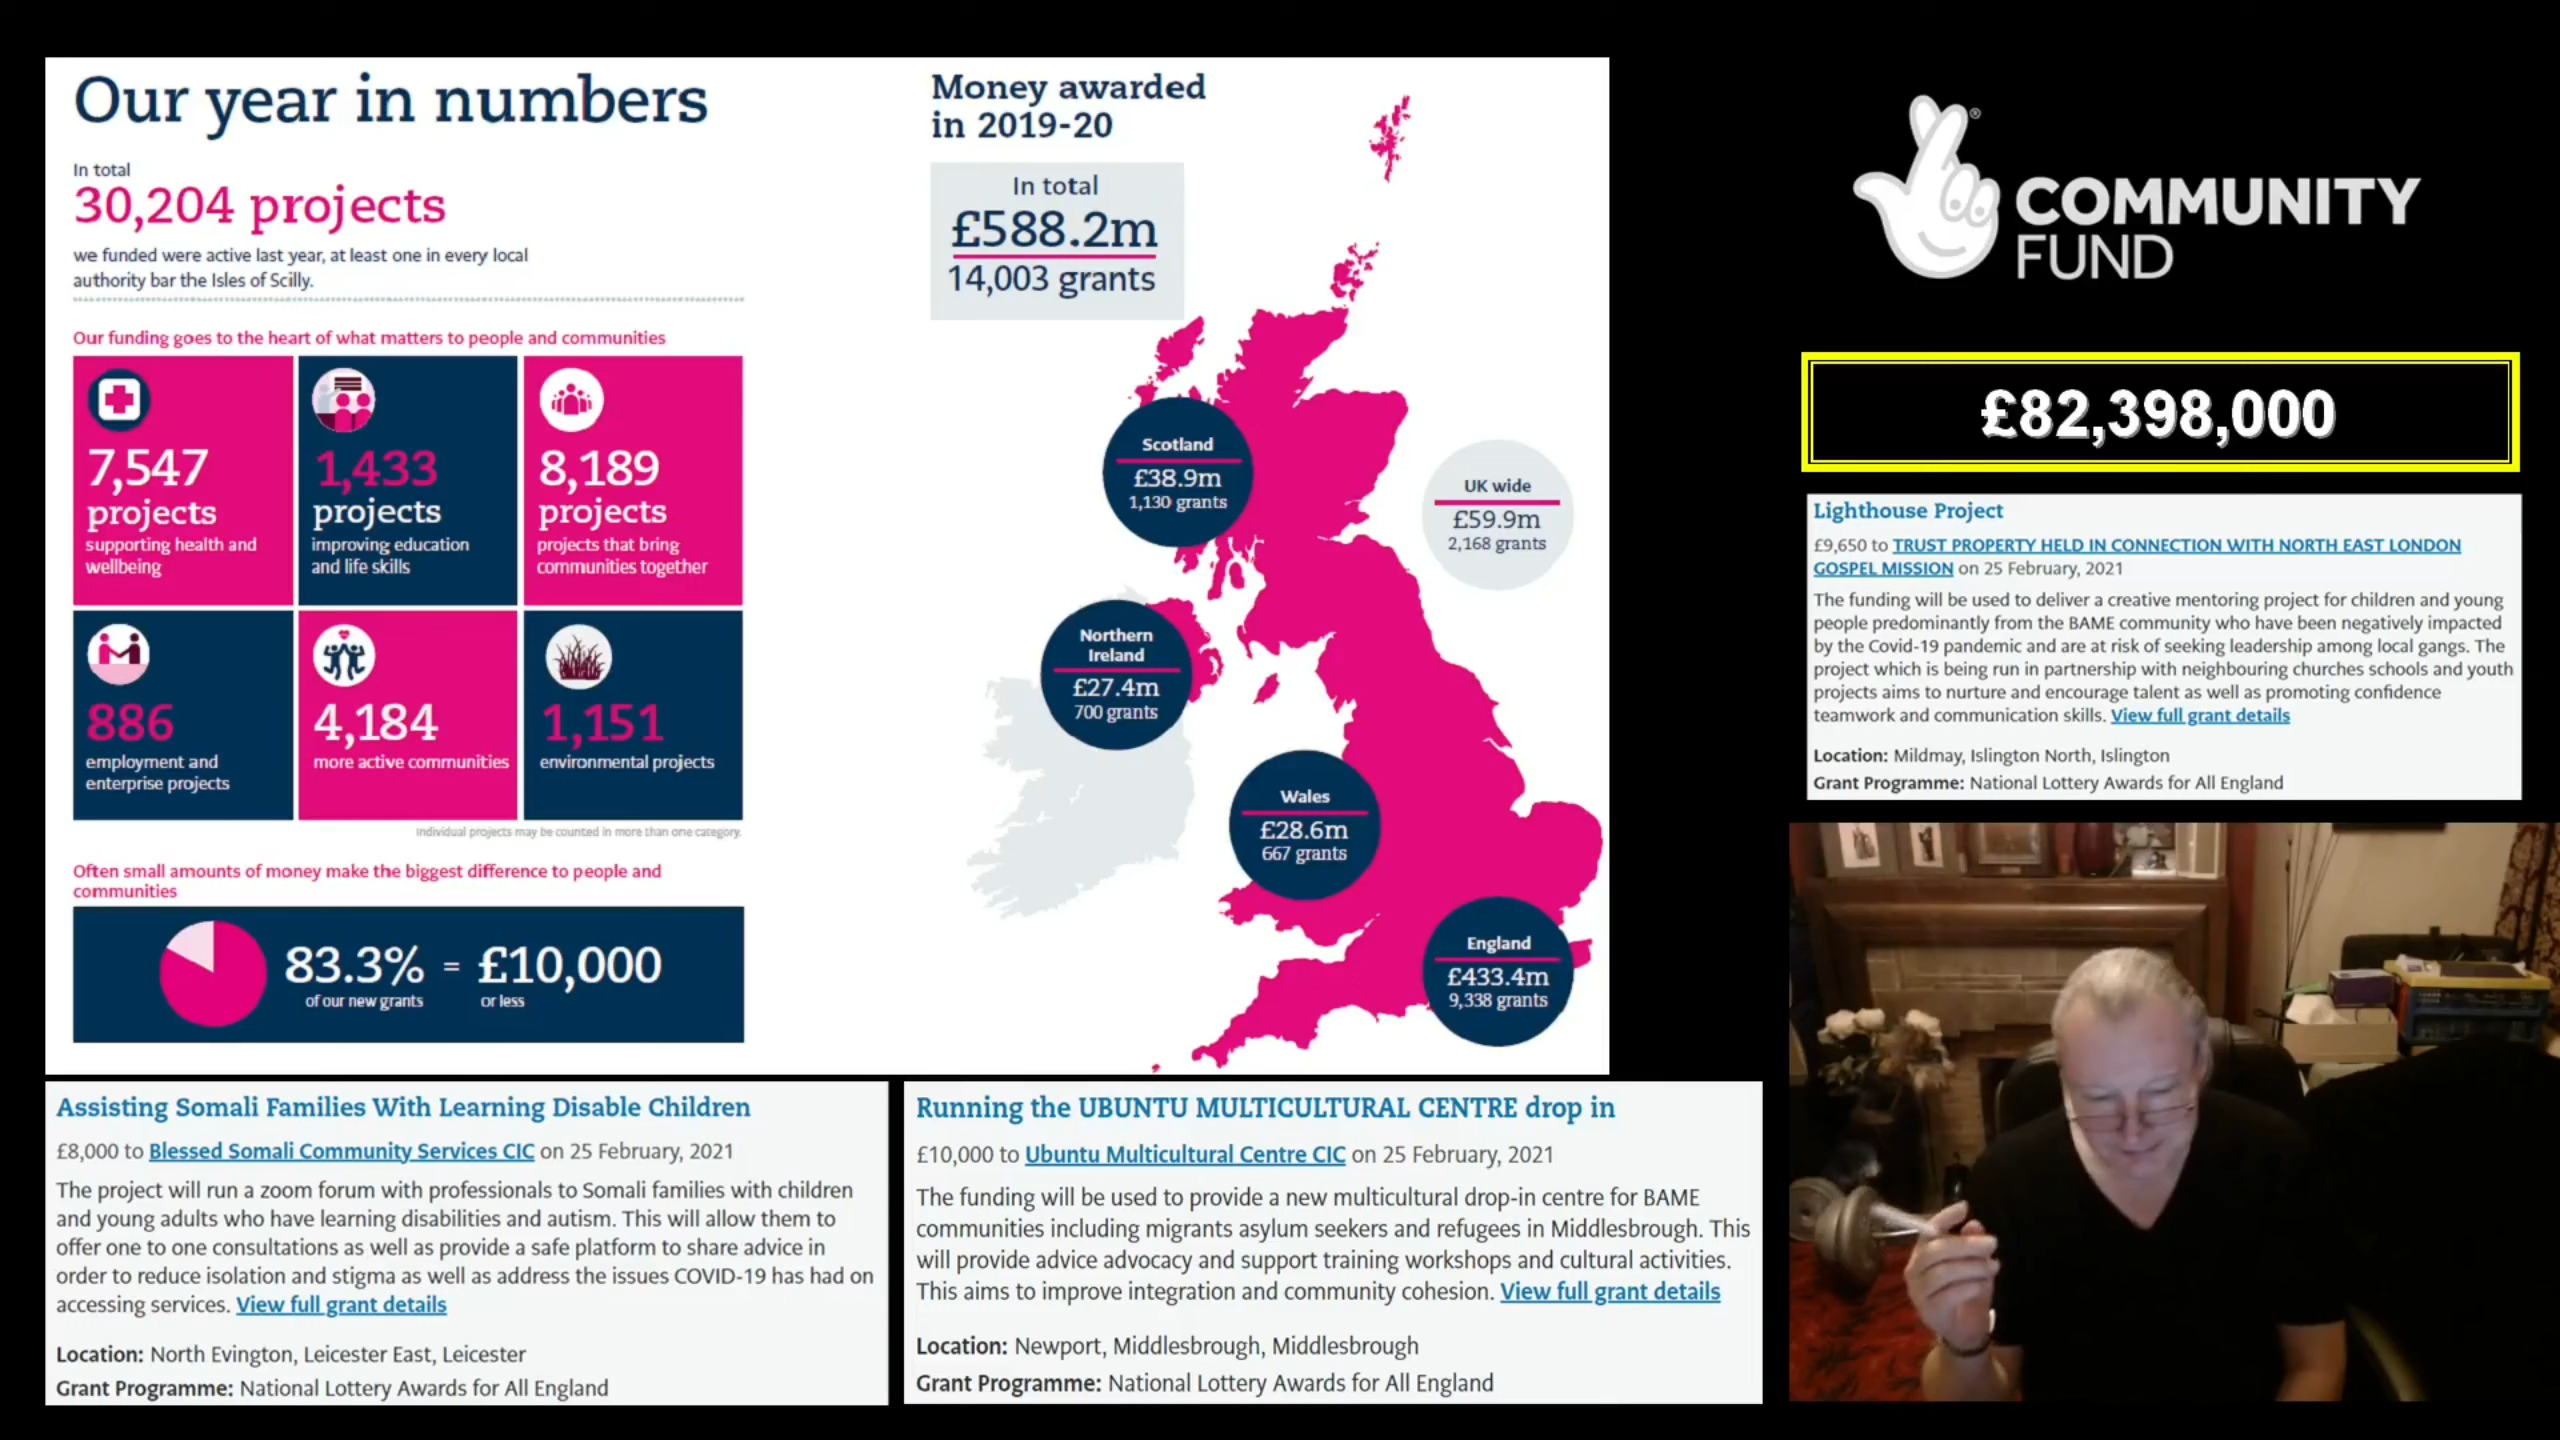 Our year in numbers
In total
30,204 projects
we funded were active last year, at least one in every local
authority bar the Isles of Scilly.
Our funding goes to the heart of what matters to people and communities
7,547
projects
supporting health and
wellbeing
1,433
projects
improving education
and life skills
8,189
projects
projects that bring
communities together
886
employment and
enterprise projects
4,184
more active communities
1,151
environmental projects
Individual projects may be counted in more than one category.
Often small amounts of money make the biggest difference to people and
communities
83.3% = £10,000
of our new grants or less
Money awarded
in 2019-20
In total
£588.2m
14,003 grants
Scotland
£38.9m
1,130 grants
UK wide
£59.9m
2,168 grants
Northern
Ireland
£27.4m
700 grants
Wales
£28.6m
667 grants
England
£433.4m
9,338 grants
®
COMMUNITY
FUND
£82,398,000
Lighthouse Project
£9,650 to TRUST PROPERTY HELD IN CONNECTION WITH NORTH EAST LONDON
GOSPEL MISSION on 25 February, 2021
The funding will be used to deliver a creative mentoring project for children and young
people predominantly from the BAME community who have been negatively impacted
by the Covid-19 pandemic and are at risk of seeking leadership among local gangs. The
project which is being run in partnership with neighbouring churches schools and youth
projects aims to nurture and encourage talent as well as promoting confidence
teamwork and communication skills. View full grant details
Location: Mildmay, Islington North, Islington
Grant Programme: National Lottery Awards for All England
Assisting Somali Families With Learning Disable Children
£8,000 to Blessed Somali Community Services CIC on 25 February, 2021
The project will run a zoom forum with professionals to Somali families with children
and young adults who have learning disabilities and autism. This will allow them to
offer one to one consultations as well as provide a safe platform to share advice in
order to reduce isolation and stigma as well as address the issues COVID-19 has had on
accessing services. View full grant details
Location: North Evington, Leicester East, Leicester
Grant Programme: National Lottery Awards for All England
Running the UBUNTU MULTICULTURAL CENTRE drop in
£10,000 to Ubuntu Multicultural Centre CIC on 25 February, 2021
The funding will be used to provide a new multicultural drop-in centre for BAME
communities including migrants asylum seekers and refugees in Middlesbrough. This
will provide advice advocacy and support training workshops and cultural activities.
This aims to improve integration and community cohesion. View full grant details
Location: Newport, Middlesbrough, Middlesbrough
Grant Programme: National Lottery Awards for All England